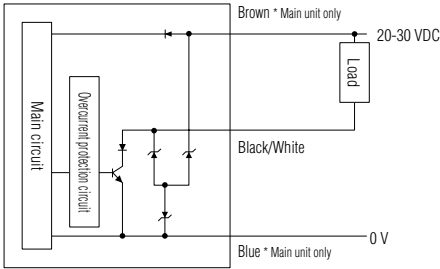 Brown * Main unit only
20-30 VDC
Load
Main circuit
Overcurrent protection circuit
Black/White
0 V
Blue * Main unit only